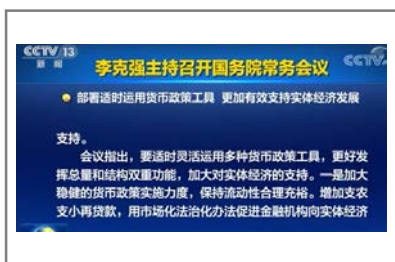 CCTV 13
新闻
CCTV
李克强主持召开国务院常务会议
部署适时运用货币政策工具 更加有效支持实体经济发展
支持。
会议指出，要适时灵活运用多种货币政策工具，更好发
挥总量和结构双重功能，加大对实体经济的支持。一是加大
稳健的货币政策实施力度，保持流动性合理充裕。增加支农
支小再贷款，用市场化法治化办法促进金融机构向实体经济